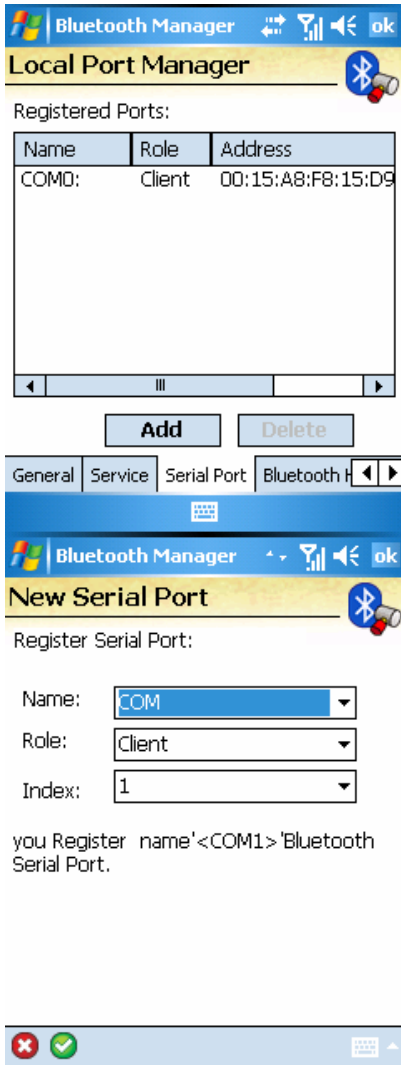 Bluetooth Manager ok
Local Port Manager
Registered Ports:
Name Role Address
COM0: Client 00:15:A8:F8:15:D9
Add Delete
General Service Serial Port Bluetooth H
Bluetooth Manager ok
New Serial Port
Register Serial Port:
Name: COM
Role: Client
Index: 1
you Register name'<COM1>'Bluetooth
Serial Port.